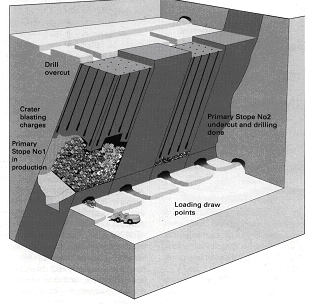 Drill
overcut
Crater
blasting
charges
Primary
Stope No1
in
production
Primary Stope No2
undercut and drilling
done
Loading draw
points